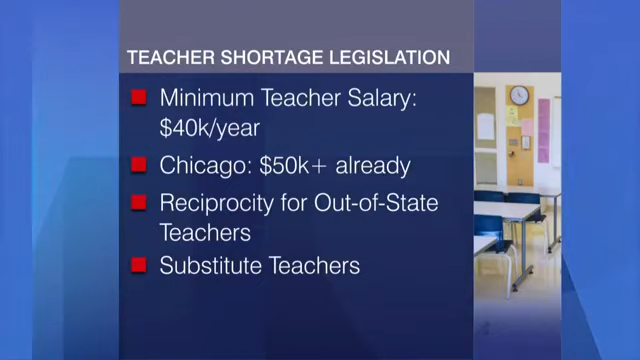 TEACHER SHORTAGE LEGISLATION
Minimum Teacher Salary:
$40k/year
Chicago: $50k+ already
Reciprocity for Out-of-State
Teachers
Substitute Teachers